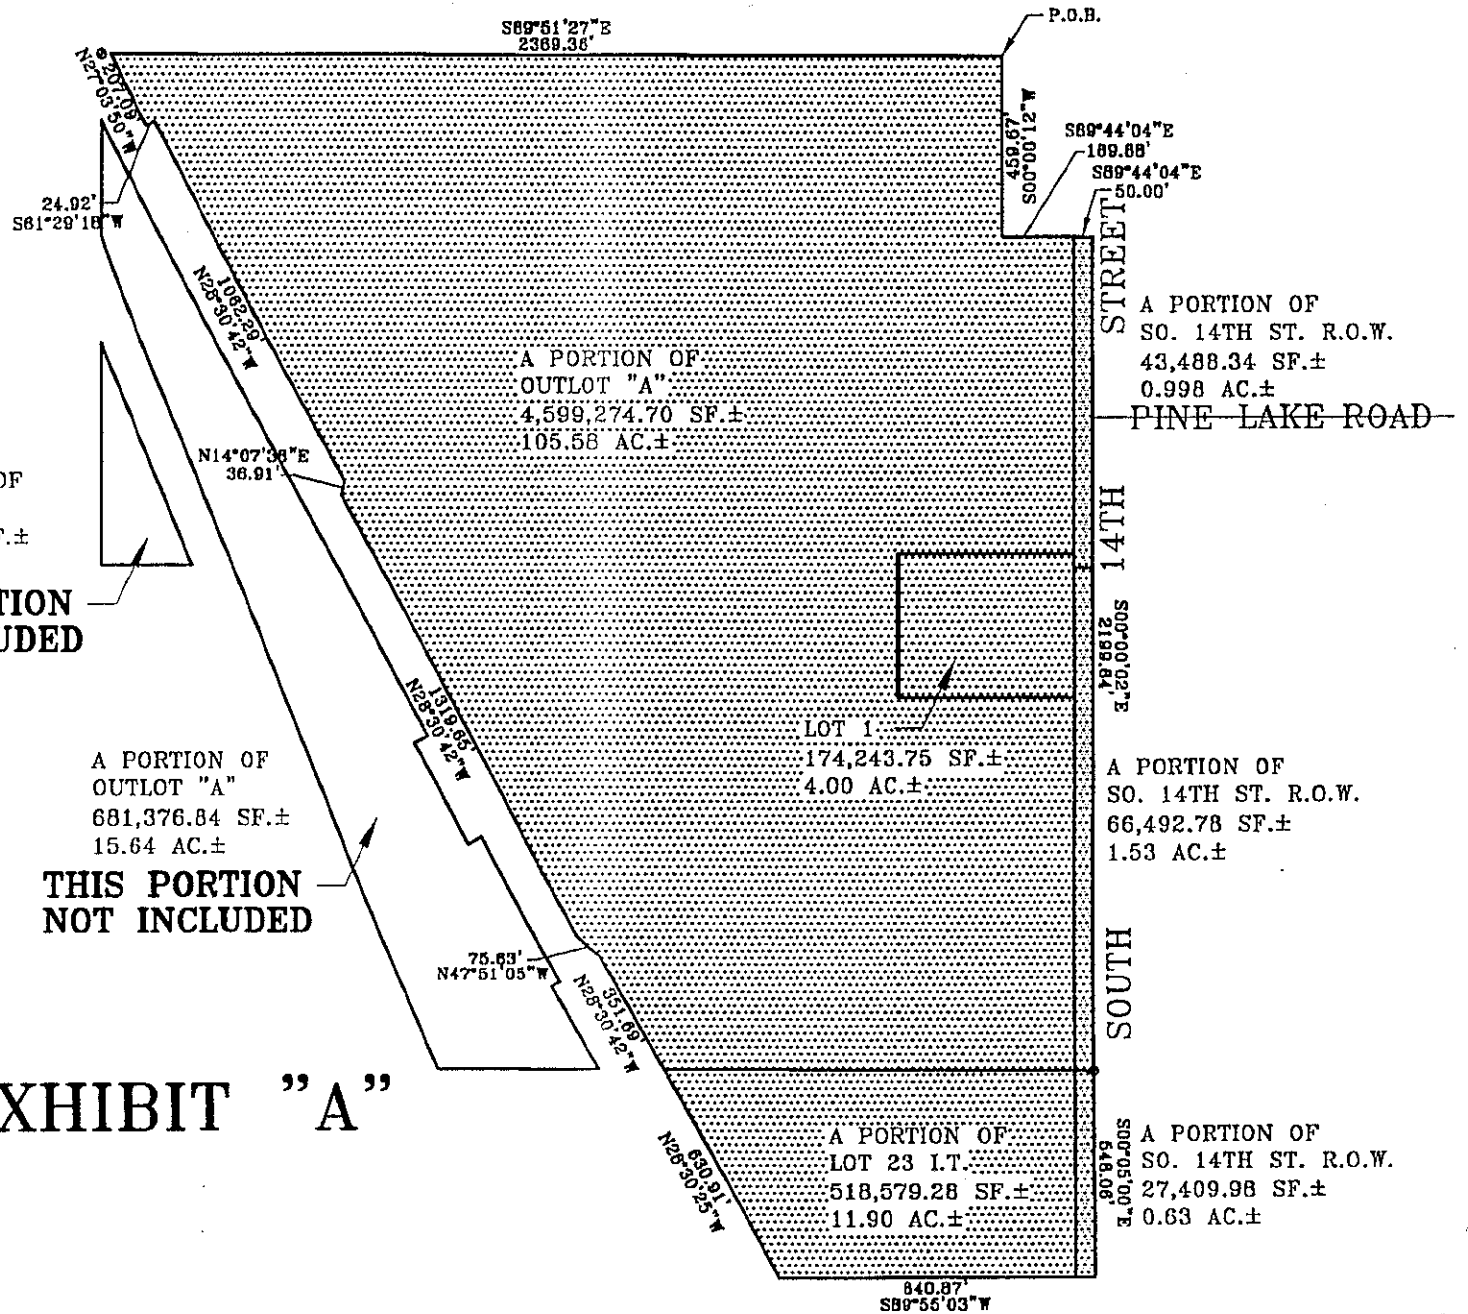 P.O.B.
S89°51'27"E
2369.36'
207.09'
N27°03'50"W
459.67'
S00°00'12"W
S89°44'04"E
189.88'
S89°44'04"E
50.00'
24.92'
S61°29'18"W
1062.29'
N28°30'42"W
STREET
A PORTION OF
SO. 14TH ST. R.O.W.
43,488.34 SF.±
0.998 AC.±
PINE LAKE ROAD
A PORTION OF
OUTLOT "A"
4,599,274.70 SF.±
105.58 AC.±
N14°07'38"E
36.91'
OF
F.±
TION
UDED
14TH
S00°00'02"E
2199.64'
1319.65'
N28°30'42"W
LOT 1
174,243.75 SF.±
4.00 AC.±
A PORTION OF
OUTLOT "A"
681,376.84 SF.±
15.64 AC.±
THIS PORTION
NOT INCLUDED
A PORTION OF
SO. 14TH ST. R.O.W.
66,492.78 SF.±
1.53 AC.±
SOUTH
75.63'
N47°51'05"W
351.69'
N28°30'42"W
XHIBIT "A"
630.91'
N28°30'25"W
A PORTION OF
LOT 23 I.T.
518,579.28 SF.±
11.90 AC.±
S00°05'00"E
548.06'
A PORTION OF
SO. 14TH ST. R.O.W.
27,409.98 SF.±
0.63 AC.±
840.87'
S89°55'03"W